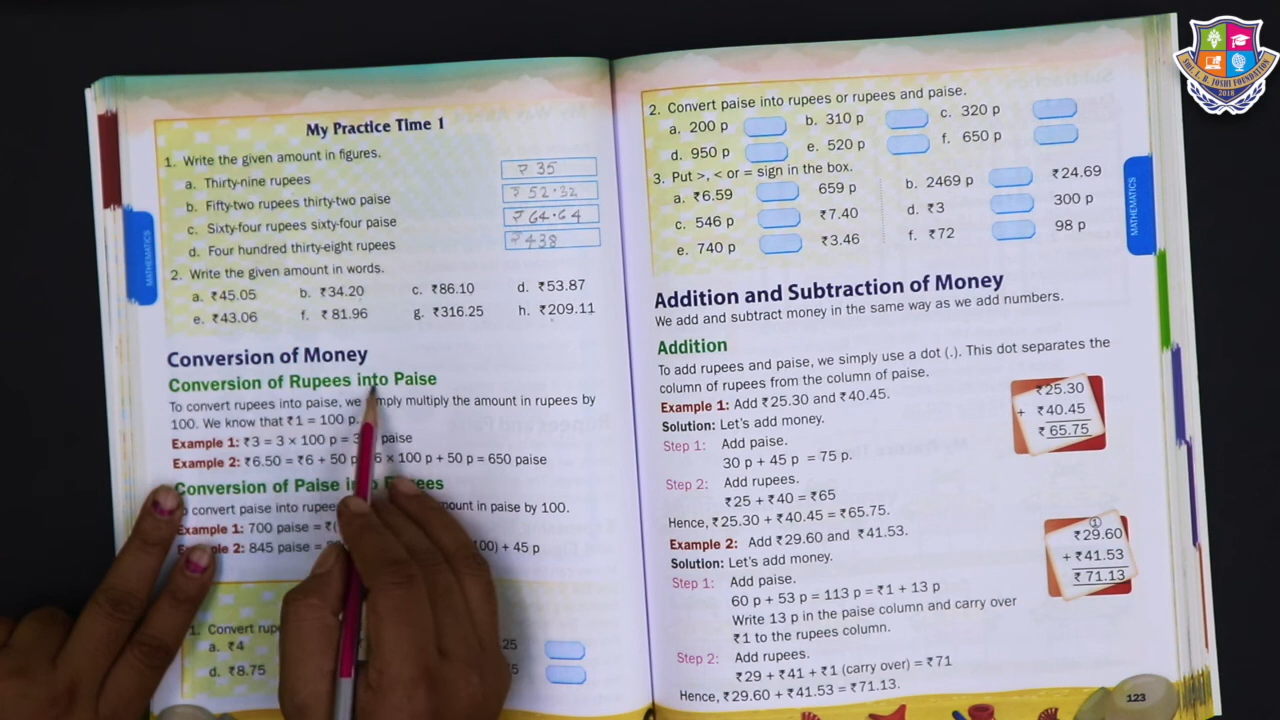 My Practice Time 1
1. Write the given amount in figures.
a. Thirty-nine rupees ₹ 35
b. Fifty-two rupees thirty-two paise ₹ 52.32
c. Sixty-four rupees sixty-four paise ₹ 64.64
d. Four hundred thirty-eight rupees ₹ 438
2. Write the given amount in words.
a. ₹45.05 b. ₹34.20 c. ₹86.10 d. ₹53.87
e. ₹43.06 f. ₹ 81.96 g. ₹316.25 h. ₹209.11
MATHEMATICS
Conversion of Money
Conversion of Rupees into Paise
To convert rupees into paise, we simply multiply the amount in rupees by
100. We know that ₹1 = 100 p.
Example 1: ₹3 = 3 × 100 p = paise
Example 2: ₹6.50 = ₹6 + 50 p × 100 p + 50 p = 650 paise
Conversion of Paise into Rupees
convert paise into in paise by 100.
Example 1: 700 paise =
2: 845 paise = + 45 p
1. Convert
a. ₹4
d. ₹8.75
2. Convert paise into rupees or rupees and paise.
a. 200 p b. 310 p c. 320 p
d. 950 p e. 520 p f. 650 p
3. Put >, < or = sign in the box.
a. ₹6.59 659 p b. 2469 p ₹24.69
c. 546 p ₹7.40 d. ₹3 300 p
e. 740 p ₹3.46 f. ₹72 98 p
MATHEMATICS
Addition and Subtraction of Money
We add and subtract money in the same way as we add numbers.
Addition
To add rupees and paise, we simply use a dot (.). This dot separates the
column of rupees from the column of paise.
Example 1: Add ₹25.30 and ₹40.45.
Solution: Let's add money.
Step 1: Add paise.
30 p + 45 p = 75 p.
Step 2: Add rupees.
₹25 + ₹40 = ₹65
Hence, ₹25.30 + ₹40.45 = ₹65.75.
₹25.30
+ ₹40.45
₹ 65.75
Example 2: Add ₹29.60 and ₹41.53.
Solution: Let's add money.
Step 1: Add paise.
60 p + 53 p = 113 p = ₹1 + 13 p
Write 13 p in the paise column and carry over
₹1 to the rupees column.
Step 2: Add rupees.
₹29 + ₹41 + ₹1 (carry over) = ₹71
Hence, ₹29.60 + ₹41.53 = ₹71.13.
1
₹29.60
+ ₹41.53
₹ 71.13
123
JOSHI FOUNDATION
2018